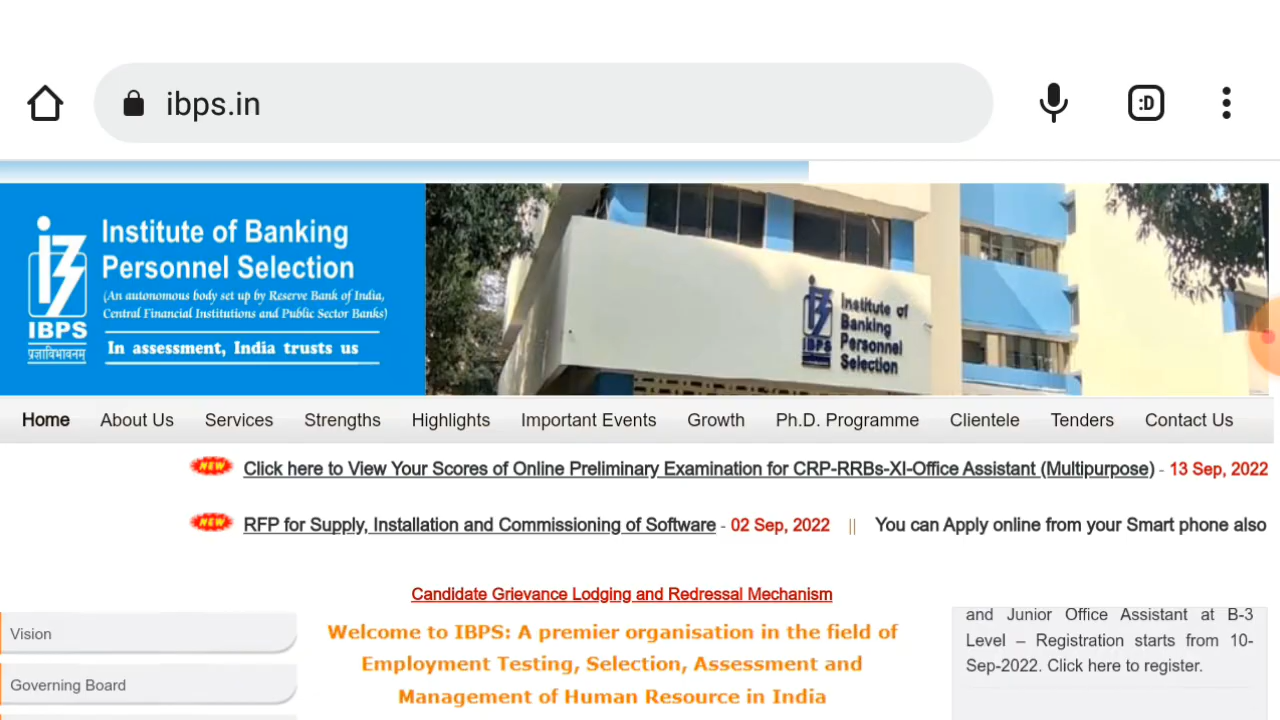 ibps.in
:D
Institute of Banking
Personnel Selection
(An autonomous body set up by Reserve Bank of India,
Central Financial Institutions and Public Sector Banks)
IBPS
प्रज्ञाविभावनम्
In assessment, India trusts us
Institute of
Banking
Personnel
Selection
IBPS
Home About Us Services Strengths Highlights Important Events Growth Ph.D. Programme Clientele Tenders Contact Us
NEW Click here to View Your Scores of Online Preliminary Examination for CRP-RRBs-XI-Office Assistant (Multipurpose) - 13 Sep, 2022
NEW RFP for Supply, Installation and Commissioning of Software - 02 Sep, 2022 || You can Apply online from your Smart phone also
Candidate Grievance Lodging and Redressal Mechanism
Vision
Governing Board
Welcome to IBPS: A premier organisation in the field of
Employment Testing, Selection, Assessment and
Management of Human Resource in India
and Junior Office Assistant at B-3
Level – Registration starts from 10-
Sep-2022. Click here to register.